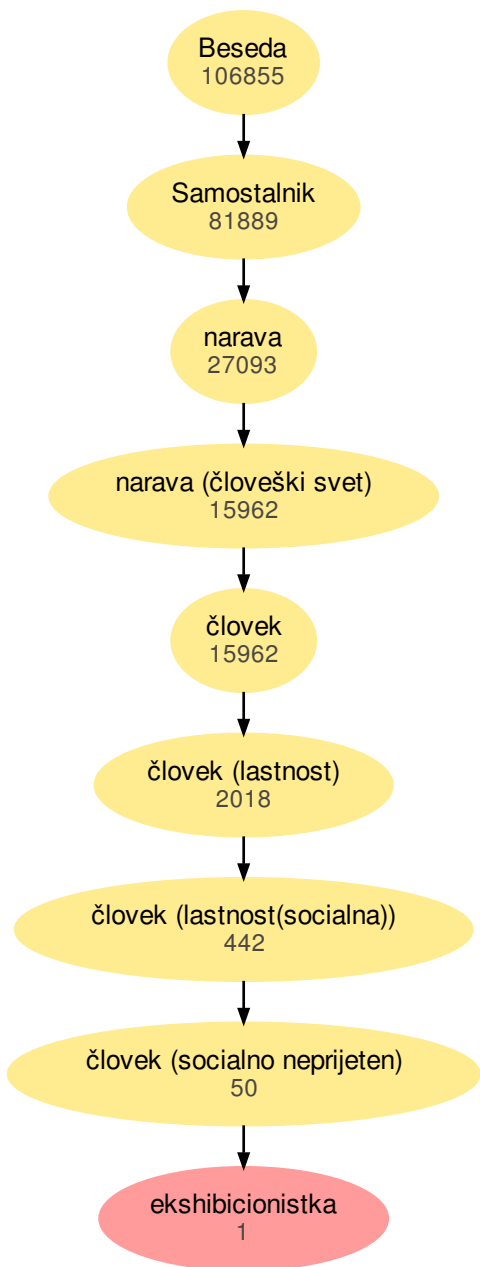 Beseda
106855
Samostalnik
81889
narava
27093
narava (človeški svet)
15962
človek
15962
človek (lastnost)
2018
človek (lastnost(socialna))
442
človek (socialno neprijeten)
50
ekshibicionistka
1